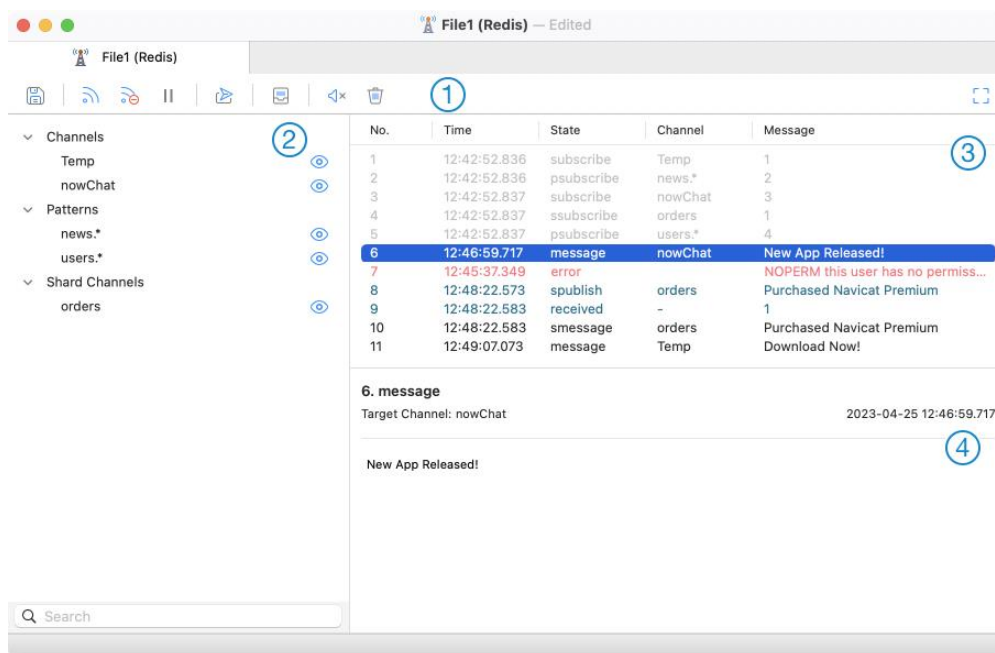 File1 (Redis) — Edited
File1 (Redis)
1
2
Channels
Temp
nowChat
Patterns
news.*
users.*
Shard Channels
orders
Search
No. Time State Channel Message
3
1 12:42:52.836 subscribe Temp 1
2 12:42:52.836 psubscribe news.* 2
3 12:42:52.837 subscribe nowChat 3
4 12:42:52.837 ssubscribe orders 1
5 12:42:52.837 psubscribe users.* 4
6 12:46:59.717 message nowChat New App Released!
7 12:45:37.349 error NOPERM this user has no permiss...
8 12:48:22.573 spublish orders Purchased Navicat Premium
9 12:48:22.583 received - 1
10 12:48:22.583 smessage orders Purchased Navicat Premium
11 12:49:07.073 message Temp Download Now!
6. message
Target Channel: nowChat 2023-04-25 12:46:59.717
4
New App Released!